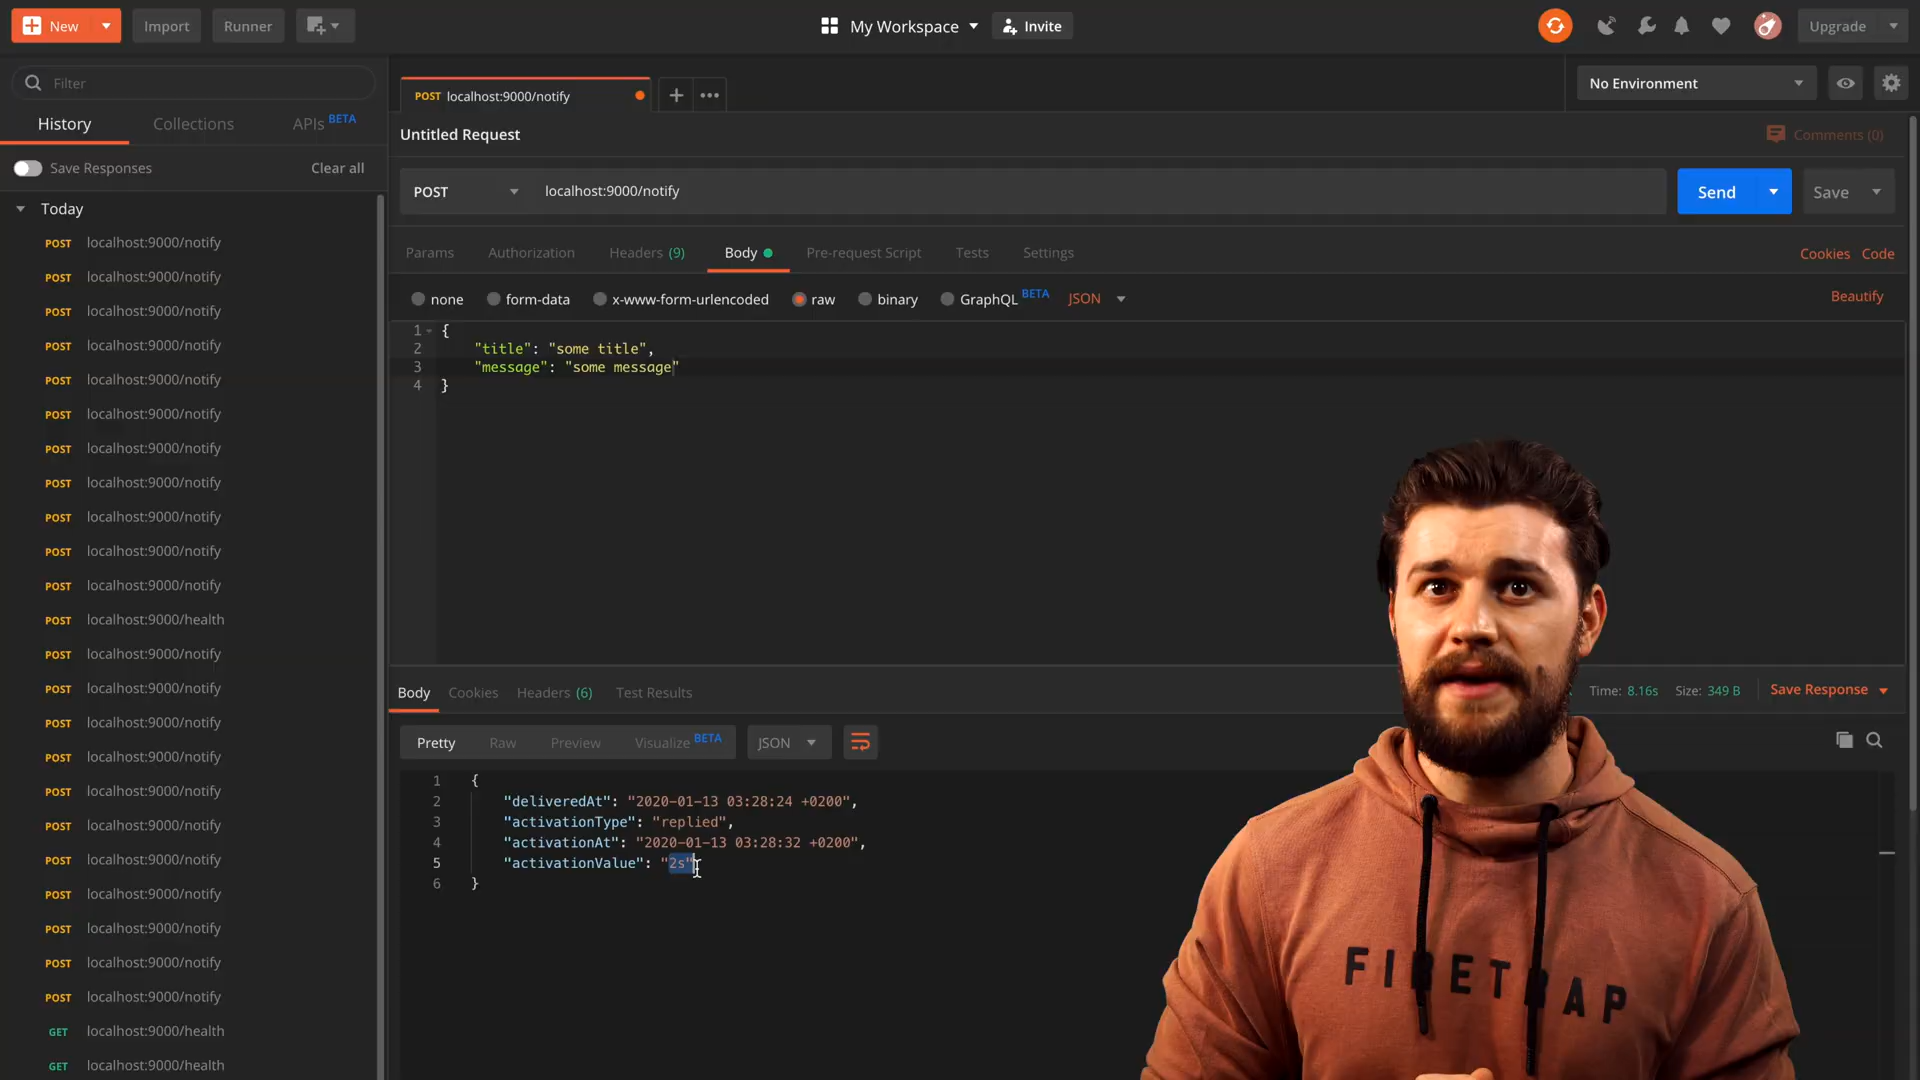 New
Import
Runner
My Workspace
Invite
Upgrade
Filter
History
Collections
APIs BETA
Save Responses
Clear all
Today
POST localhost:9000/notify
POST localhost:9000/notify
POST localhost:9000/notify
POST localhost:9000/notify
POST localhost:9000/notify
POST localhost:9000/notify
POST localhost:9000/notify
POST localhost:9000/notify
POST localhost:9000/notify
POST localhost:9000/notify
POST localhost:9000/notify
POST localhost:9000/health
POST localhost:9000/notify
POST localhost:9000/notify
POST localhost:9000/notify
POST localhost:9000/notify
POST localhost:9000/notify
POST localhost:9000/notify
POST localhost:9000/notify
POST localhost:9000/notify
POST localhost:9000/notify
POST localhost:9000/notify
POST localhost:9000/notify
GET localhost:9000/health
GET localhost:9000/health
POST localhost:9000/notify
No Environment
Untitled Request
Comments (0)
POST
localhost:9000/notify
Send
Save
Params
Authorization
Headers (9)
Body
Pre-request Script
Tests
Settings
Cookies
Code
none
form-data
x-www-form-urlencoded
raw
binary
GraphQL BETA
JSON
Beautify
1 {
2 "title": "some title",
3 "message": "some message"
4 }
Body
Cookies
Headers (6)
Test Results
Time: 8.16s
Size: 349 B
Save Response
Pretty
Raw
Preview
Visualize BETA
JSON
1 {
2 "deliveredAt": "2020-01-13 03:28:24 +0200",
3 "activationType": "replied",
4 "activationAt": "2020-01-13 03:28:32 +0200",
5 "activationValue": "2s"
6 }
FIRETRAP